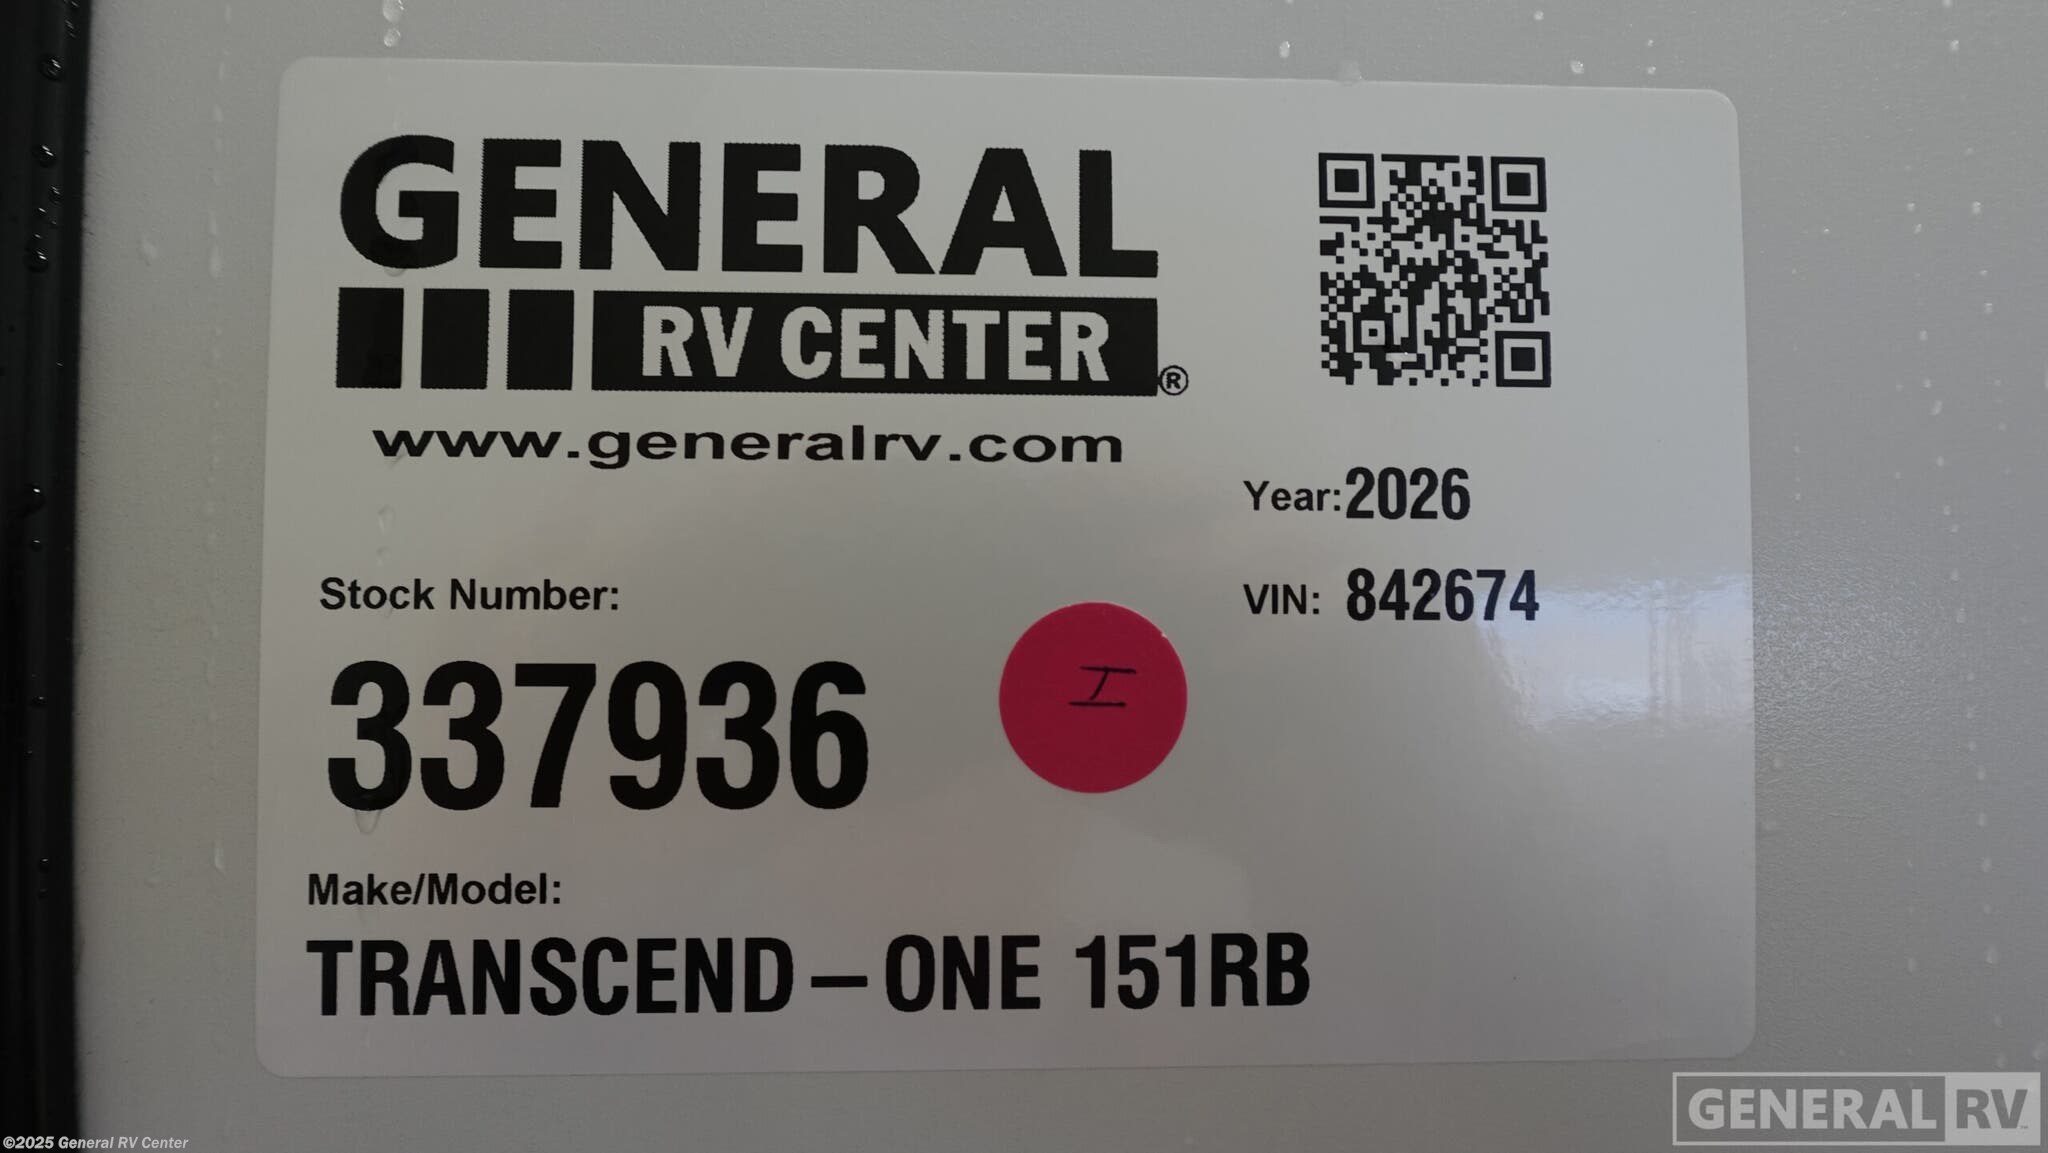 GENERAL
RV CENTER®
www.generalrv.com
Year: 2026
VIN: 842674
Stock Number:
337936
I
Make/Model:
TRANSCEND – ONE 151RB
GENERAL RV™
©2025 General RV Center